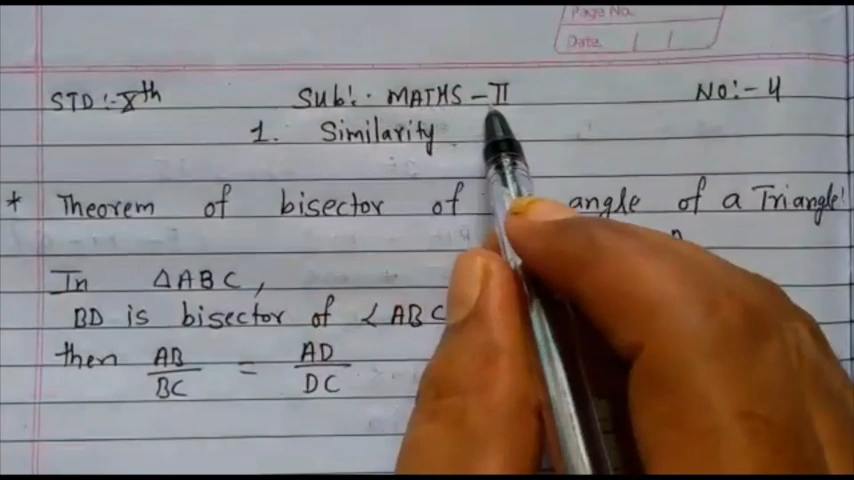 Page No.
Date
STD:- Xth Sub:- MATHS - II No:- 4
1. Similarity
* Theorem of bisector of angle of a Triangle:
In △ABC,
BD is bisector of ∠ABC
then AB/BC = AD/DC